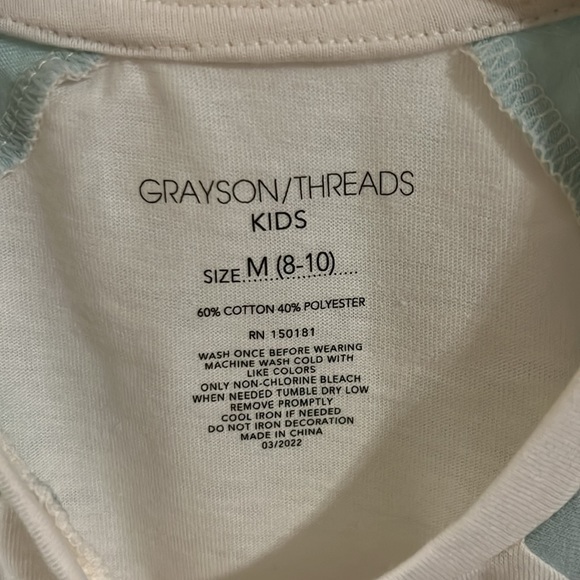 GRAYSON/THREADS
KIDS
SIZE M (8-10)
60% COTTON 40% POLYESTER
RN 150181
WASH ONCE BEFORE WEARING
MACHINE WASH COLD WITH
LIKE COLORS
ONLY NON-CHLORINE BLEACH
WHEN NEEDED TUMBLE DRY LOW
REMOVE PROMPTLY
COOL IRON IF NEEDED
DO NOT IRON DECORATION
MADE IN CHINA
03/2022